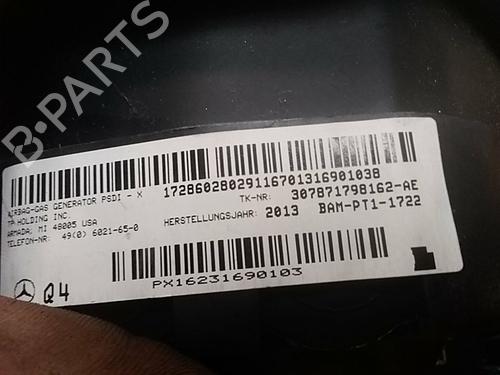 B-PARTS
AIRBAG-GAS GENERATOR PSDI - X
TP HOLDING INC.
ARMADA; MI 48005 USA
TELEFON-NR: 49(0) 6021-65-0
17286028029116701316901038
TK-NR: 307871798162-AE
HERSTELLUNGSJAHR: 2013 BAM-PT1-1722
PX16231690103
Q4